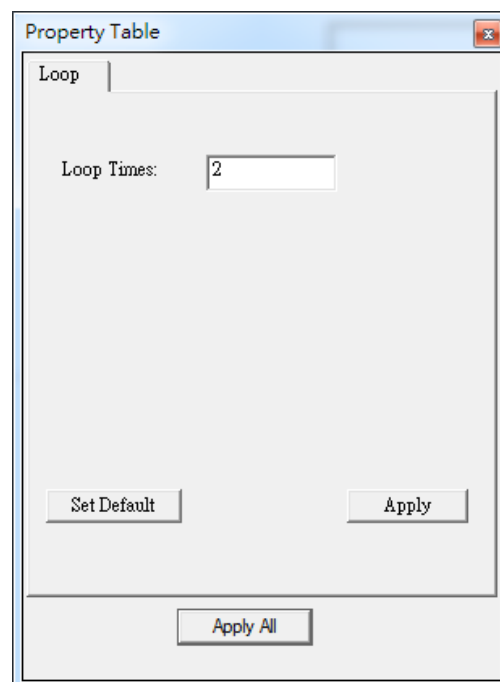 Property Table
Loop
Loop Times: 2
Set Default Apply
Apply All